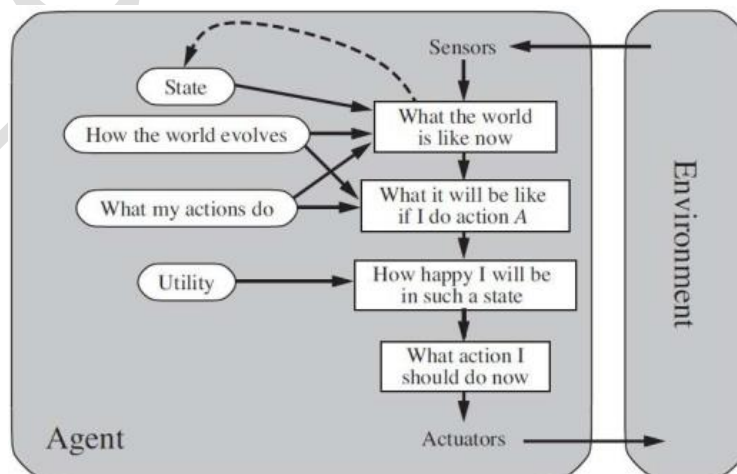 Sensors
State
What the world
is like now
How the world evolves
What it will be like
if I do action A
What my actions do
How happy I will be
in such a state
Utility
What action I
should do now
Agent
Actuators
Environment